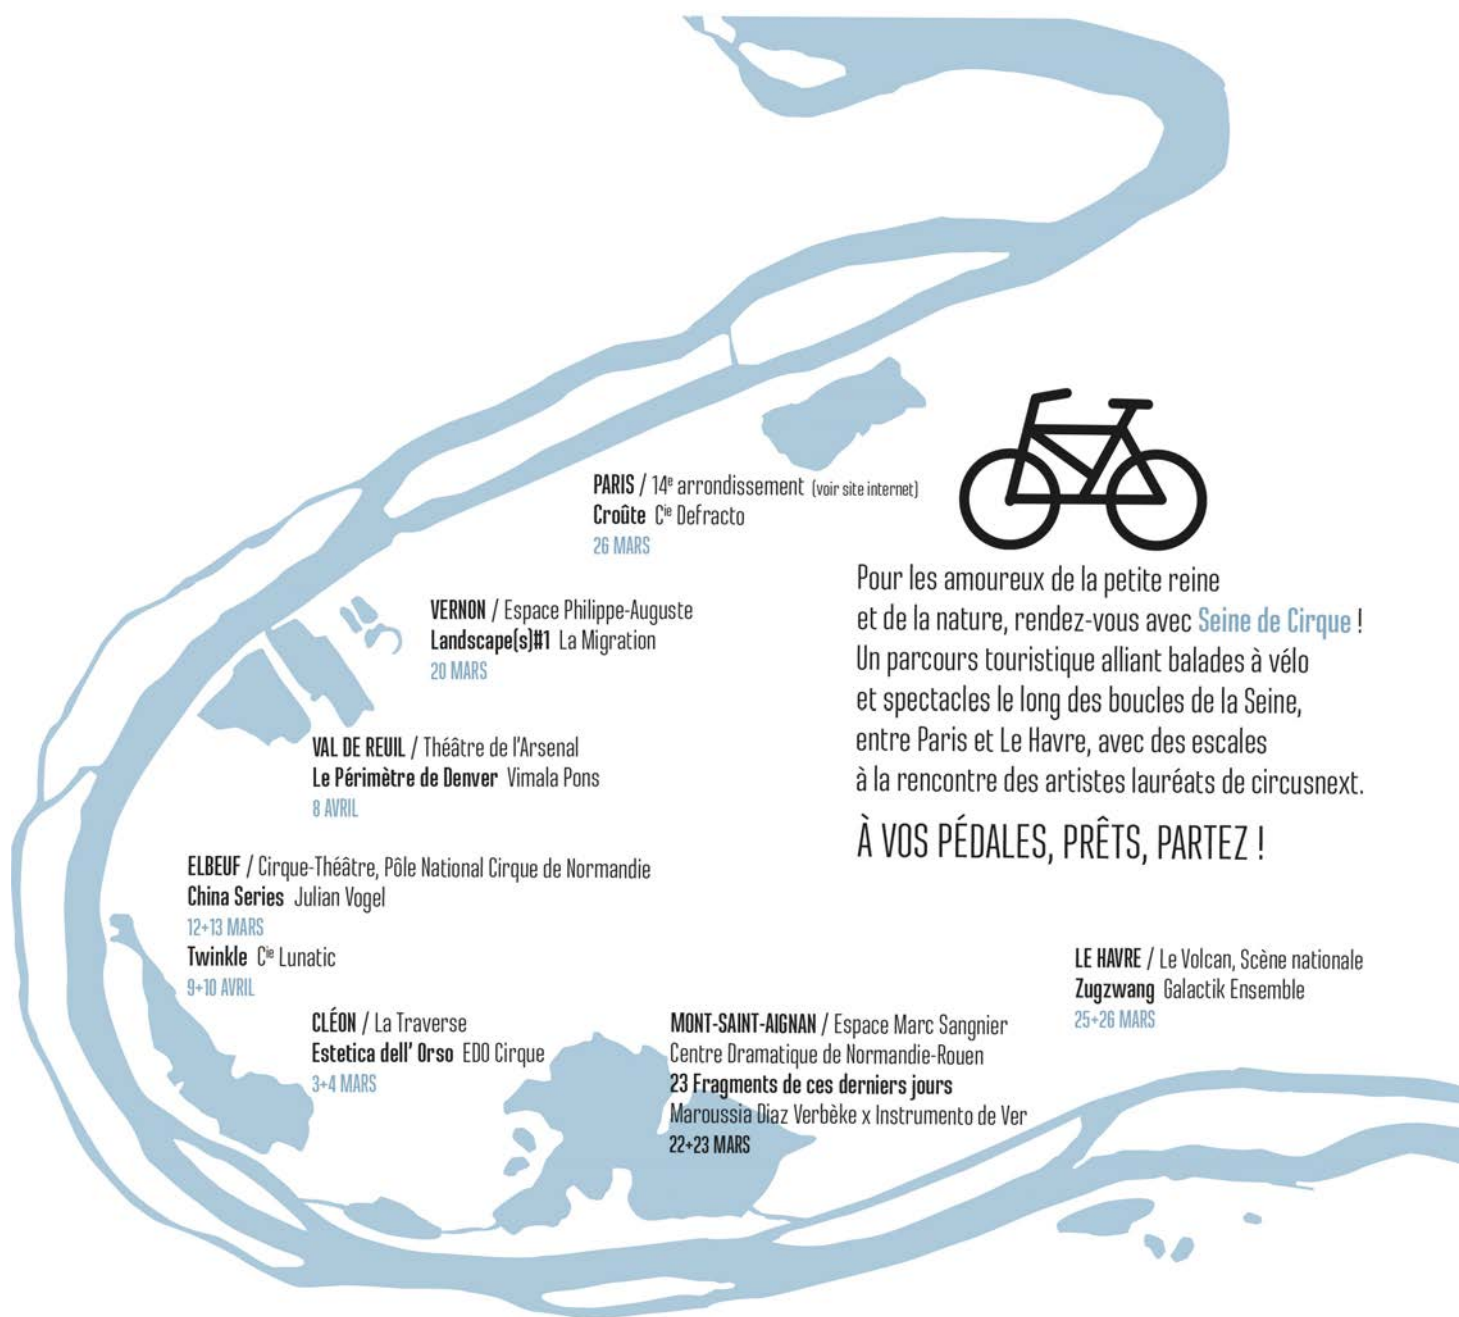 PARIS / 14e arrondissement (voir site internet)
Croûte Cie Defracto
26 MARS
VERNON / Espace Philippe-Auguste
Landscape(s)#1 La Migration
20 MARS
VAL DE REUIL / Théâtre de l'Arsenal
Le Périmètre de Denver Vimala Pons
8 AVRIL
ELBEUF / Cirque-Théâtre, Pôle National Cirque de Normandie
China Series Julian Vogel
12+13 MARS
Twinkle Cie Lunatic
9+10 AVRIL
CLÉON / La Traverse
Estetica dell' Orso EDO Cirque
3+4 MARS
MONT-SAINT-AIGNAN / Espace Marc Sangnier
Centre Dramatique de Normandie-Rouen
23 Fragments de ces derniers jours
Maroussia Diaz Verbèke x Instrumento de Ver
22+23 MARS
LE HAVRE / Le Volcan, Scène nationale
Zugzwang Galactik Ensemble
25+26 MARS
Pour les amoureux de la petite reine
et de la nature, rendez-vous avec Seine de Cirque !
Un parcours touristique alliant balades à vélo
et spectacles le long des boucles de la Seine,
entre Paris et Le Havre, avec des escales
à la rencontre des artistes lauréats de circusnext.
À VOS PÉDALES, PRÊTS, PARTEZ !